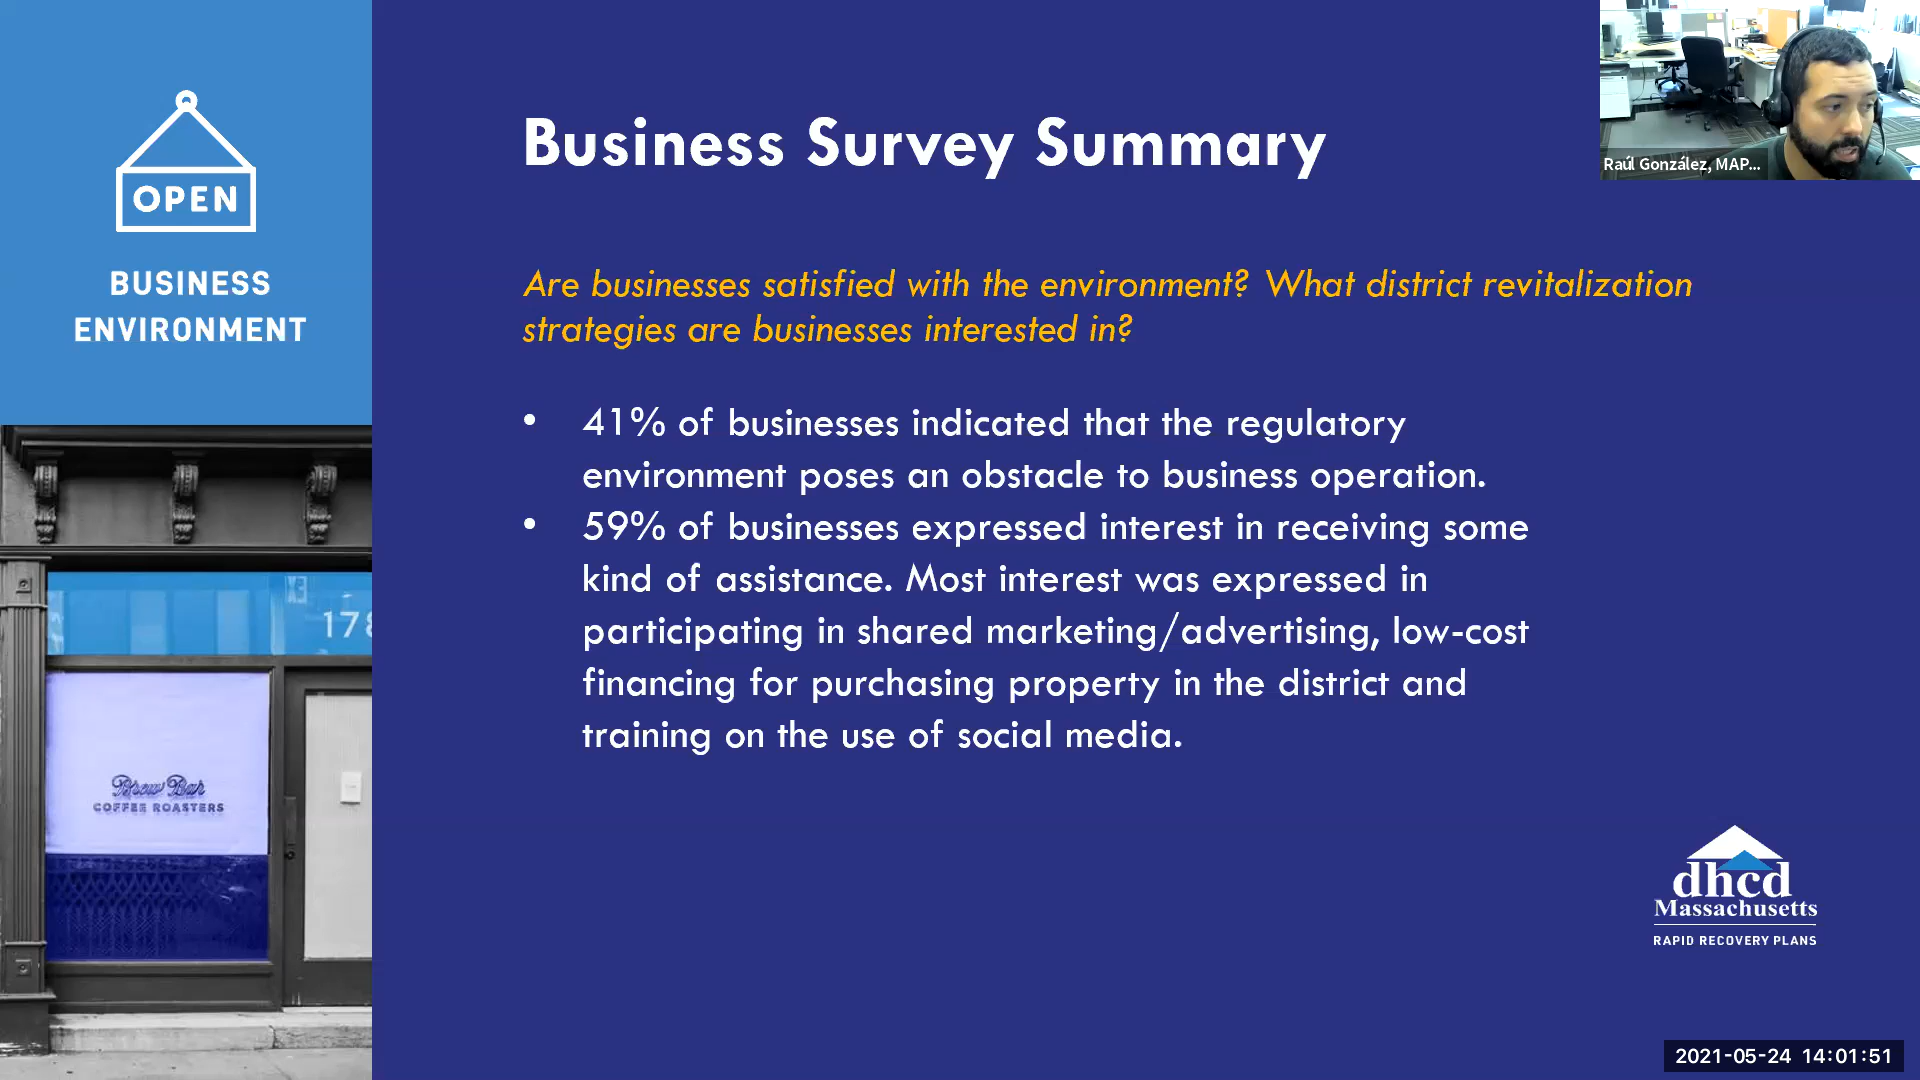 OPEN
BUSINESS
ENVIRONMENT
178
Brew Bar
COFFEE ROASTERS
Business Survey Summary
Are businesses satisfied with the environment? What district revitalization
strategies are businesses interested in?
• 41% of businesses indicated that the regulatory
environment poses an obstacle to business operation.
• 59% of businesses expressed interest in receiving some
kind of assistance. Most interest was expressed in
participating in shared marketing/advertising, low-cost
financing for purchasing property in the district and
training on the use of social media.
Raúl González, MAP...
dhcd
Massachusetts
RAPID RECOVERY PLANS
2021-05-24 14:01:51